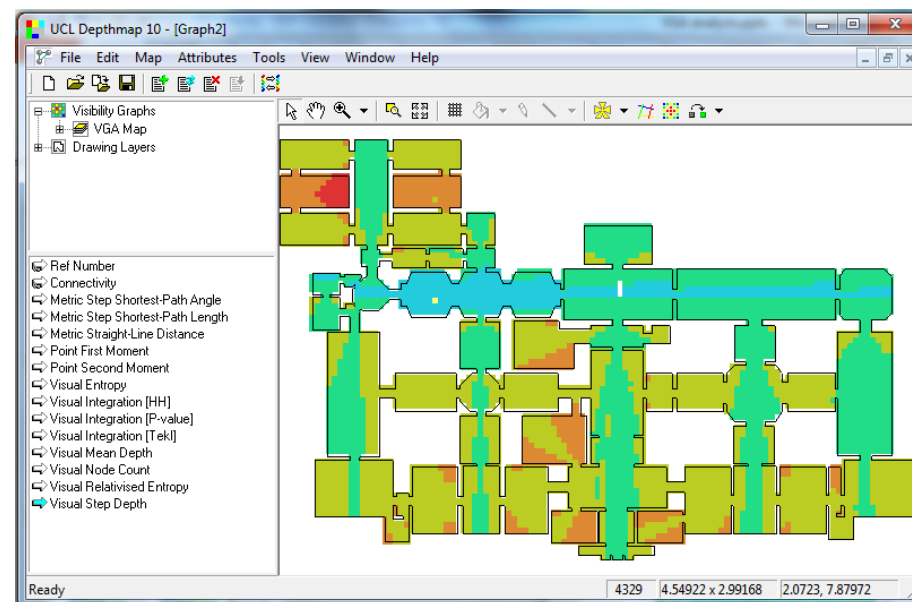 UCL Depthmap 10 - [Graph2]
File Edit Map Attributes Tools View Window Help
Visibility Graphs
VGA Map
Drawing Layers
Ref Number
Connectivity
Metric Step Shortest-Path Angle
Metric Step Shortest-Path Length
Metric Straight-Line Distance
Point First Moment
Point Second Moment
Visual Entropy
Visual Integration [HH]
Visual Integration [P-value]
Visual Integration [Tekl]
Visual Mean Depth
Visual Node Count
Visual Relativised Entropy
Visual Step Depth
Ready 4329 4.54922 x 2.99168 2.0723, 7.87972